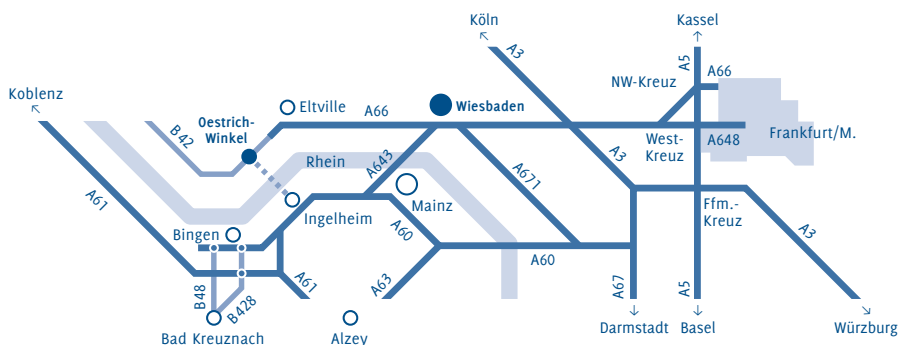 Köln
Kassel
A3
A5
NW-Kreuz
A66
Koblenz
Oestrich-
Winkel
Eltville
A66
Wiesbaden
B42
West-
Kreuz
A648
Frankfurt/M.
Rhein
A643
A3
A671
A61
Ingelheim
Mainz
Ffm.-
Kreuz
Bingen
A60
A3
A60
A61
A63
A67
A5
B48
B428
Bad Kreuznach
Alzey
Darmstadt
Basel
Würzburg